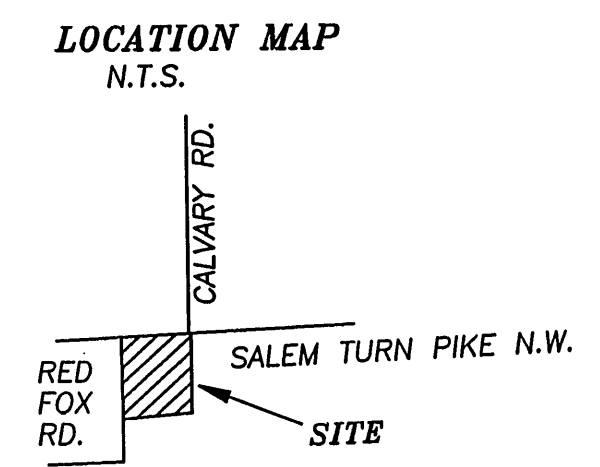 LOCATION MAP
N.T.S.
CALVARY RD.
SALEM TURN PIKE N.W.
RED
FOX
RD.
SITE